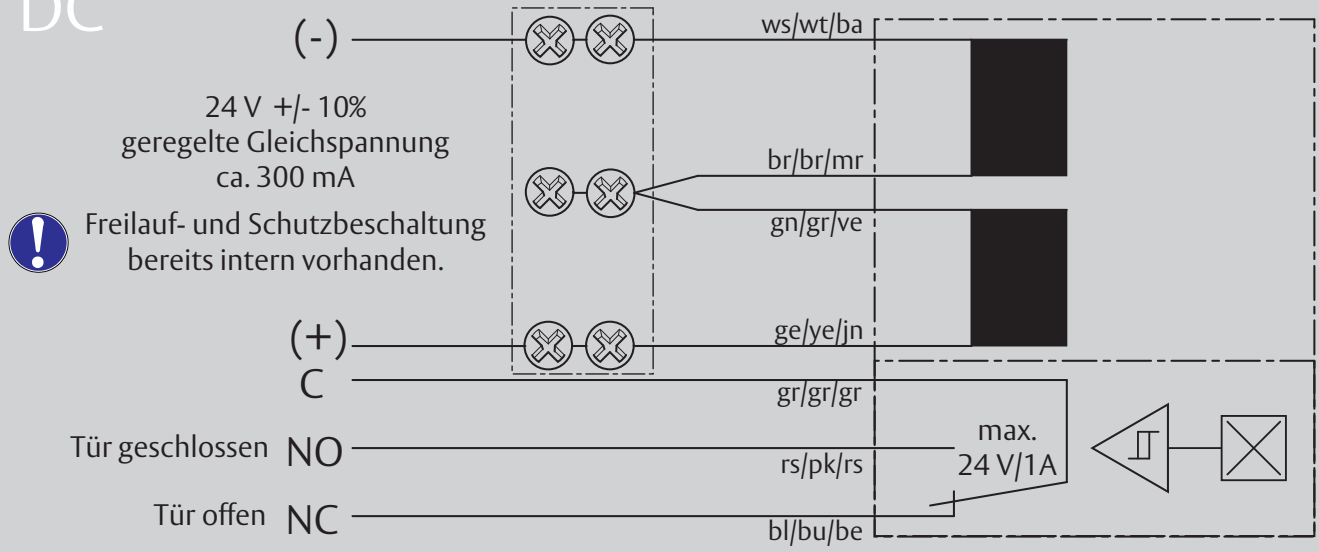 DC
(-)
ws/wt/ba
24 V +/- 10%
geregelte Gleichspannung
ca. 300 mA
br/br/mr
gn/gr/ve
Freilauf- und Schutzbeschaltung
bereits intern vorhanden.
(+)
ge/ye/jn
C
gr/gr/gr
Tür geschlossen NO
rs/pk/rs
max.
24 V/1A
Tür offen NC
bl/bu/be